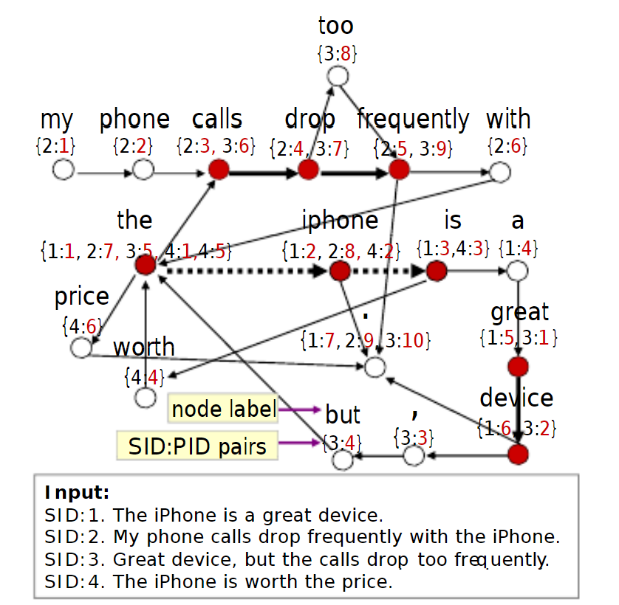 too
{3:8}
my phone calls drop frequently with
{2:1} {2:2} {2:3, 3:6} {2:4, 3:7} {2:5, 3:9} {2:6}
the iphone is a
{1:1, 2:7, 3:5, 4:1,4:5} {1:2, 2:8, 4:2} {1:3,4:3} {1:4}
price . great
{4:6} {1:7, 2:9, 3:10} {1:5, 3:1}
worth
{4:4}
device
node label but , {1:6, 3:2}
SID:PID pairs {3:4} {3:3}
Input:
SID:1. The iPhone is a great device.
SID:2. My phone calls drop frequently with the iPhone.
SID:3. Great device, but the calls drop too frequently.
SID:4. The iPhone is worth the price.